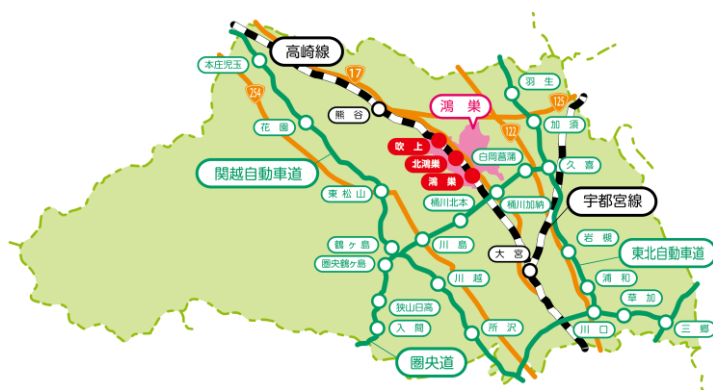 高崎線
17
本庄児玉
254
熊谷
鴻巣
羽生
125
122
加須
花園
吹上
北鴻巣
鴻巣
白岡菖蒲
久喜
関越自動車道
東松山
桶川北本
桶川加納
宇都宮線
岩槻
鶴ヶ島
川島
大宮
東北自動車道
圏央鶴ヶ島
川越
浦和
狭山日高
草加
入間
所沢
川口
三郷
圏央道